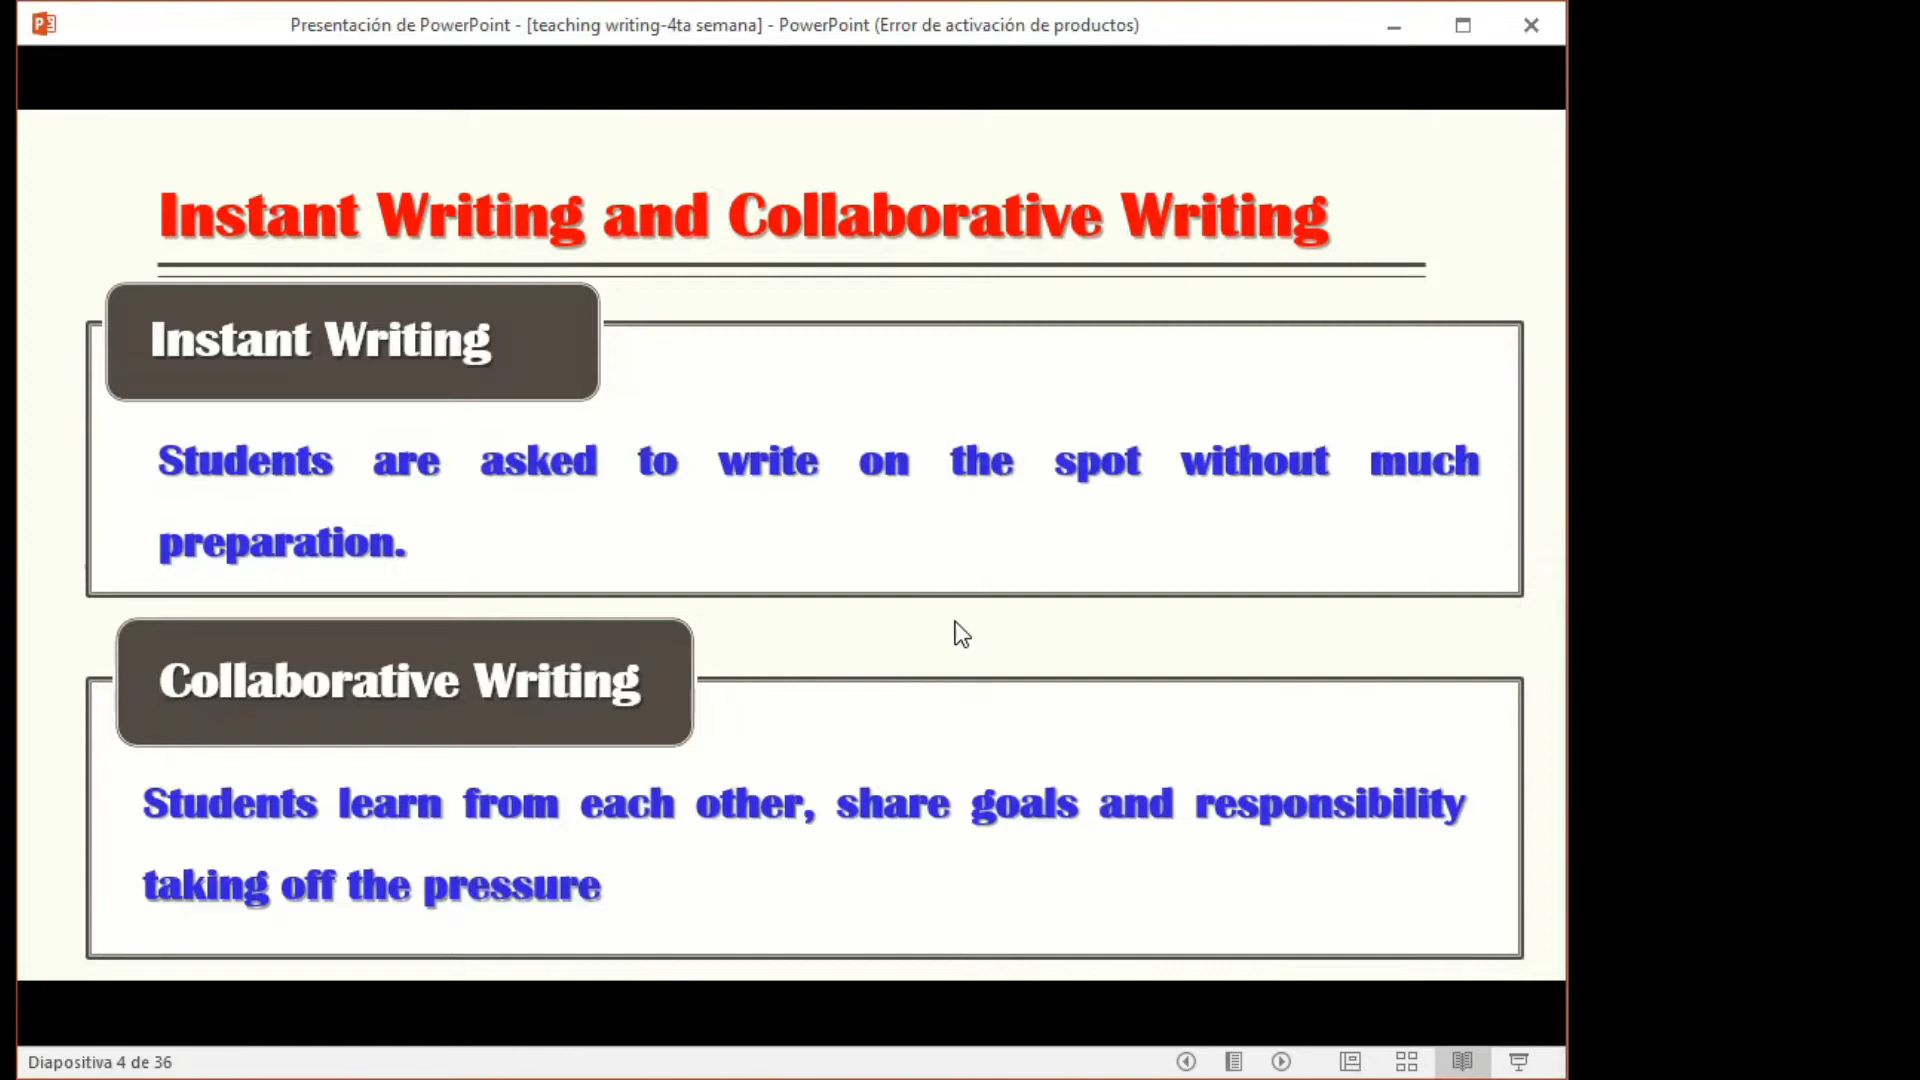 Presentación de PowerPoint - [teaching writing-4ta semana] - PowerPoint (Error de activación de productos)
Instant Writing and Collaborative Writing
Instant Writing
Students are asked to write on the spot without much
preparation.
Collaborative Writing
Students learn from each other, share goals and responsibility
taking off the pressure
Diapositiva 4 de 36